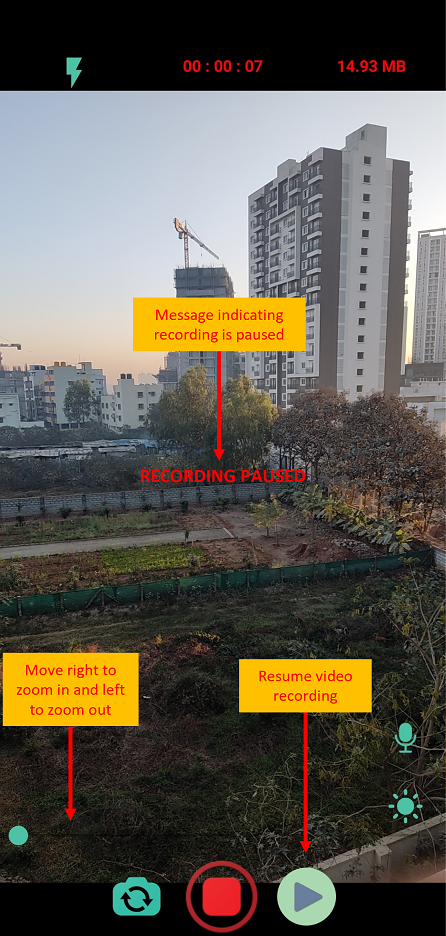 00 : 00 : 07
14.93 MB
Message indicating
recording is paused
RECORDING PAUSED
Move right to
zoom in and left
to zoom out
Resume video
recording